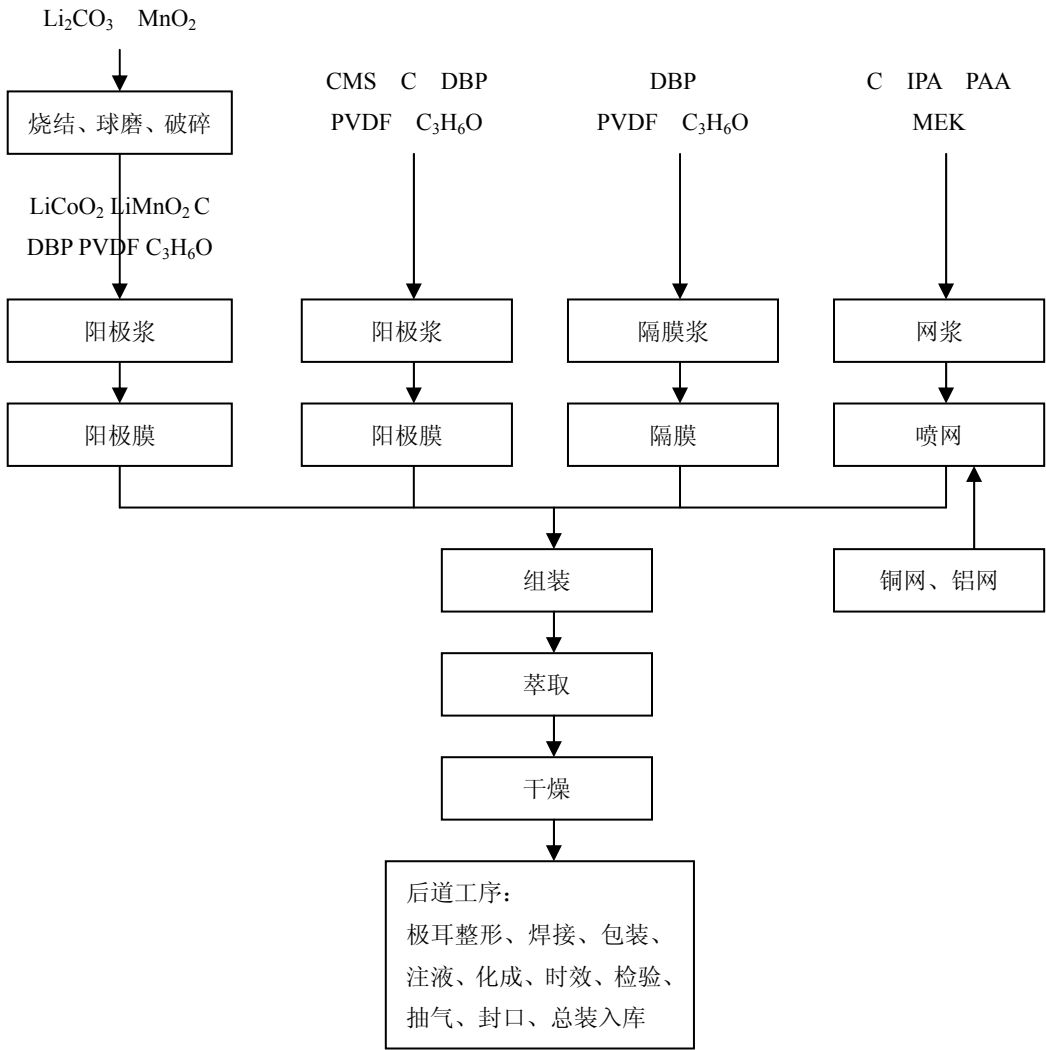 Li₂CO₃ MnO₂
烧结、球磨、破碎
LiCoO₂ LiMnO₂ C
DBP PVDF C₃H₆O
阳极浆
阳极膜
CMS C DBP
PVDF C₃H₆O
阳极浆
阳极膜
DBP
PVDF C₃H₆O
隔膜浆
隔膜
C IPA PAA
MEK
网浆
喷网
铜网、铝网
组装
萃取
干燥
后道工序：
极耳整形、焊接、包装、
注液、化成、时效、检验、
抽气、封口、总装入库